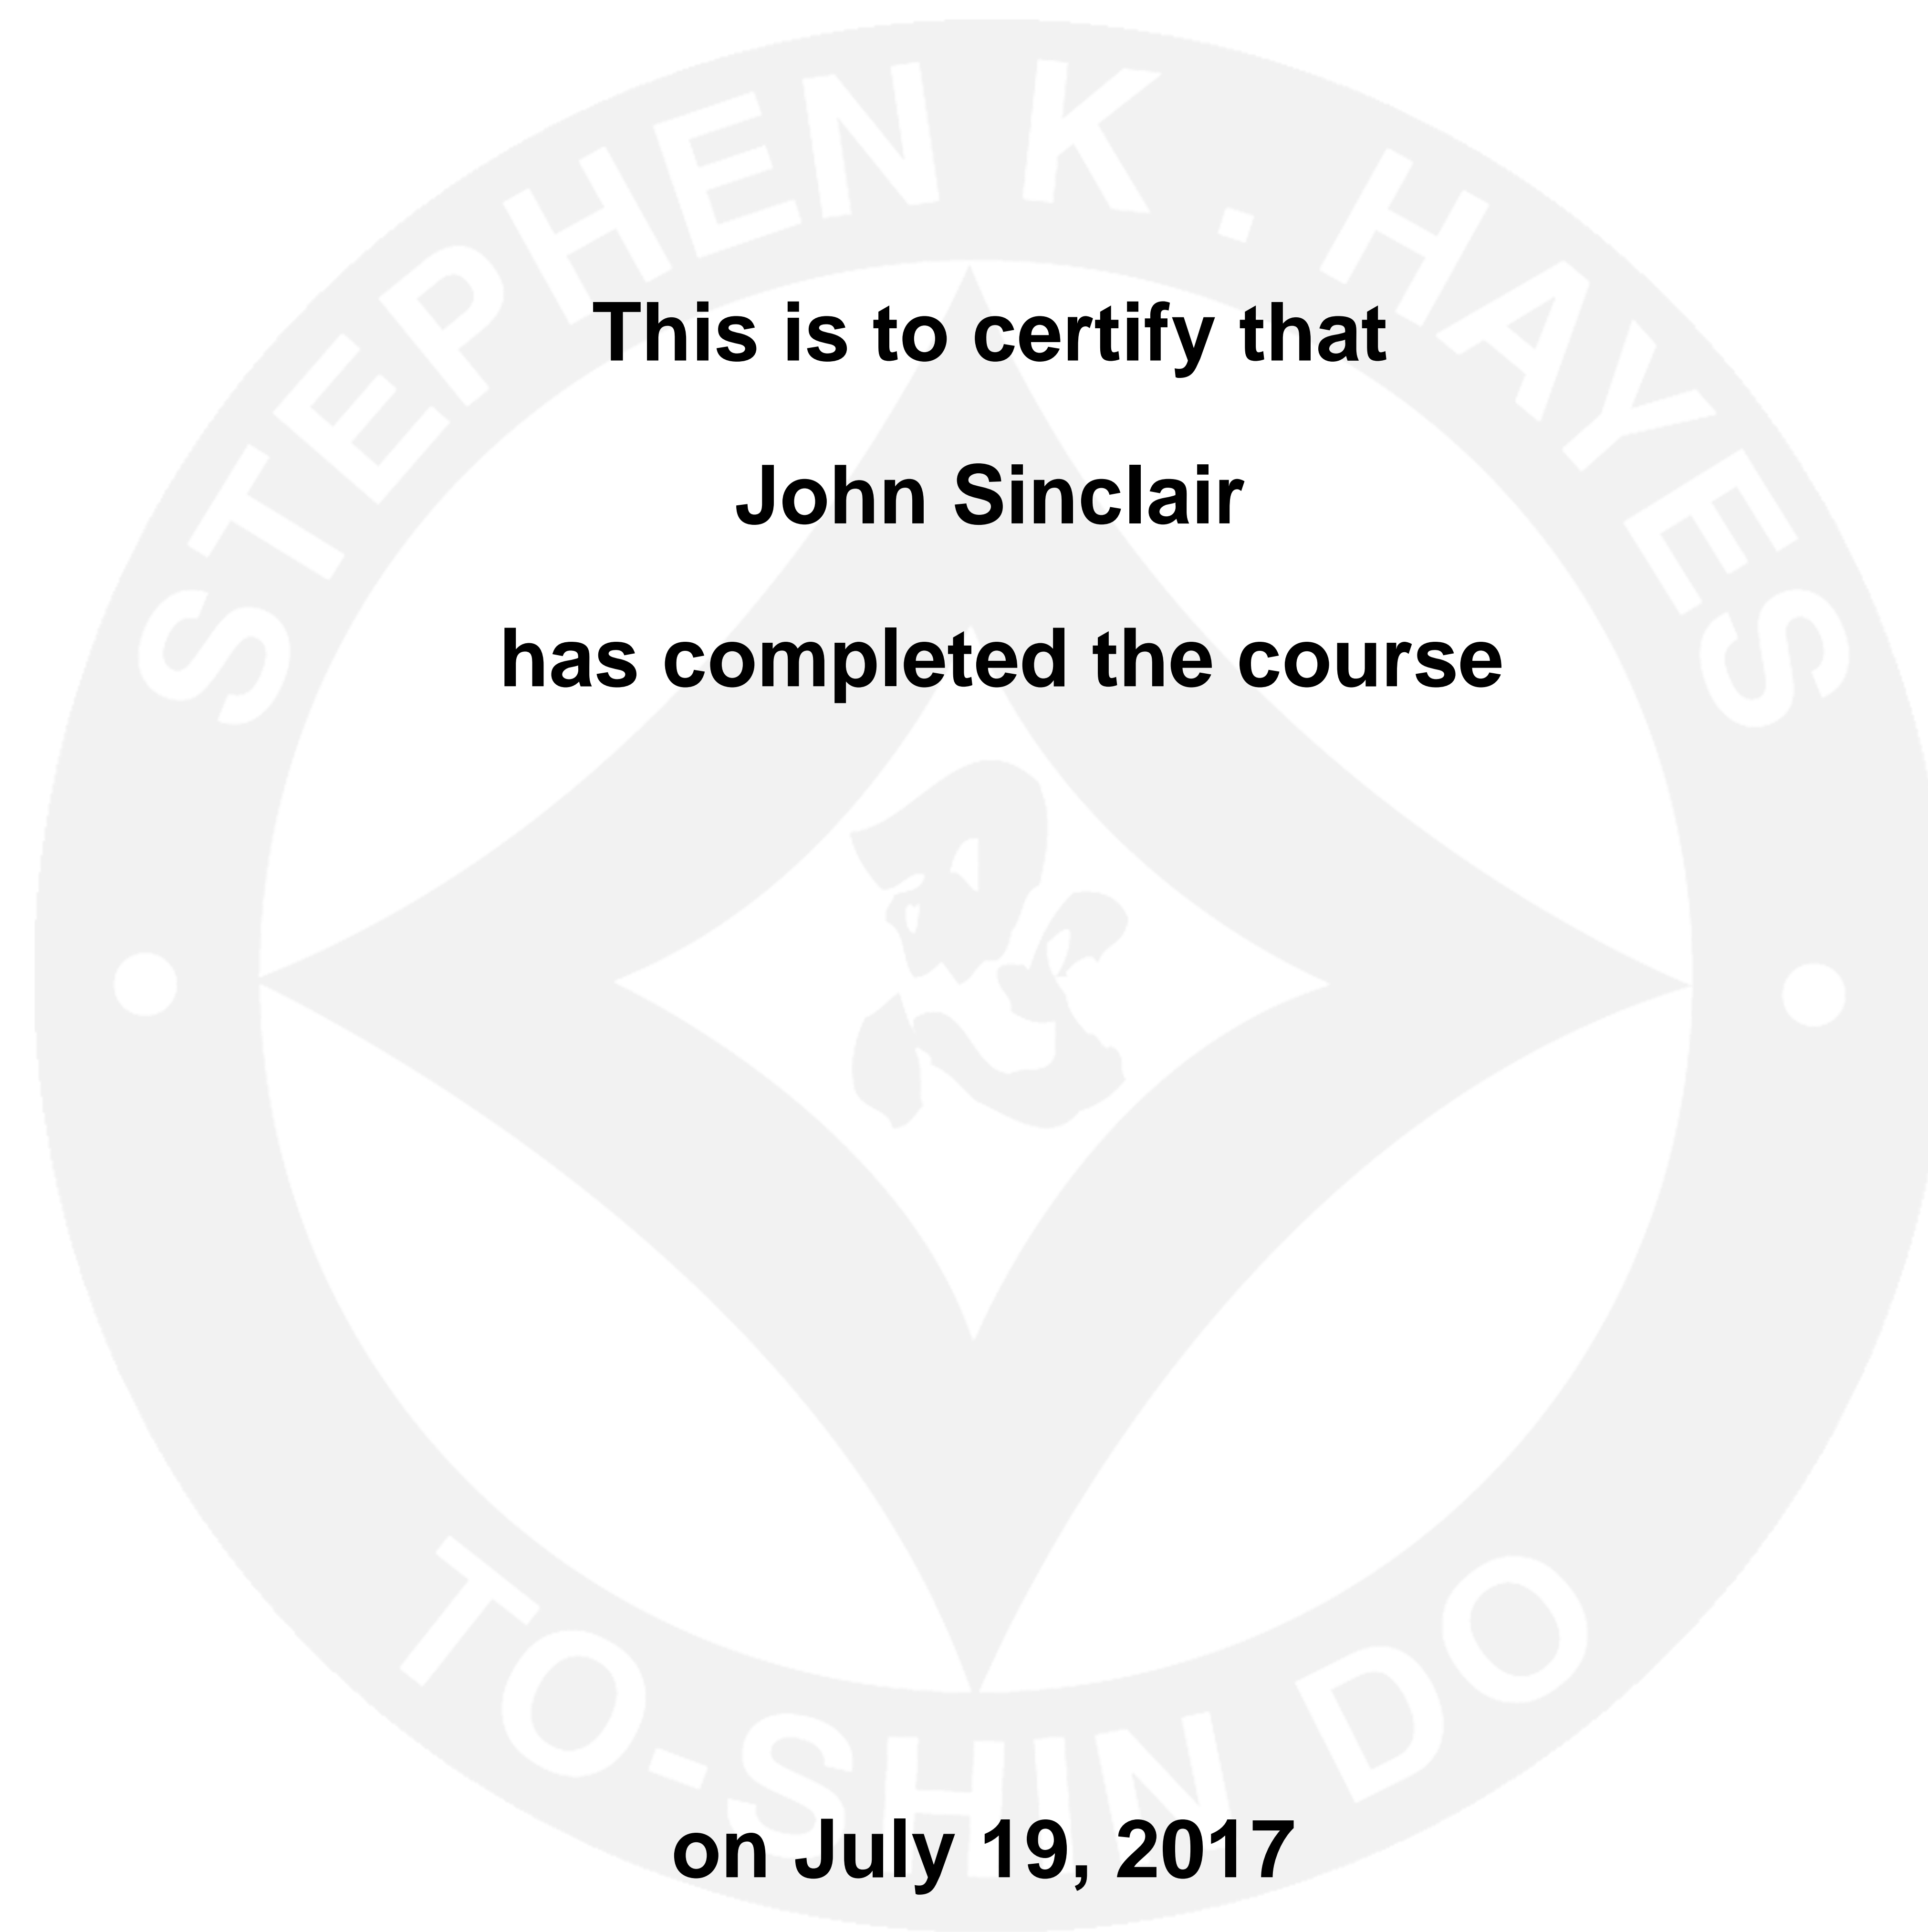 STEPHEN K. HAYES
This is to certify that
John Sinclair
has completed the course
忍
TO-SHIN DO
on July 19, 2017